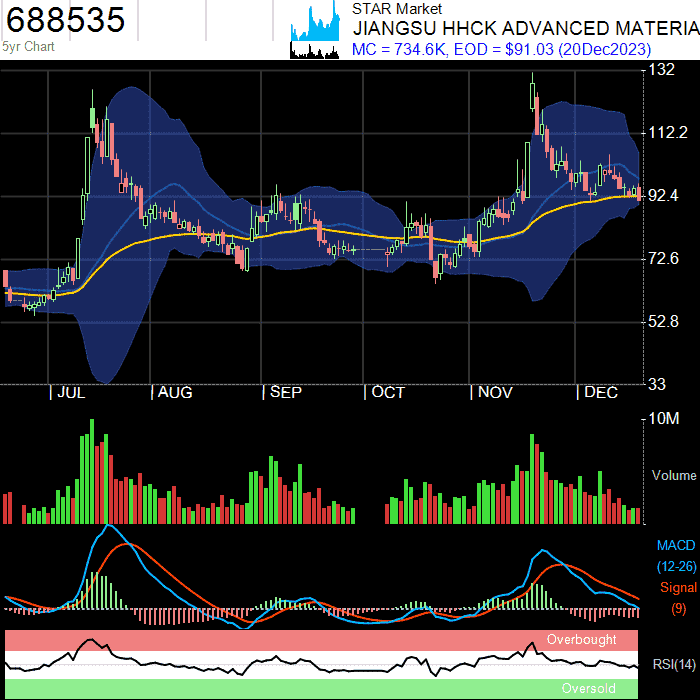 688535
STAR Market
JIANGSU HHCK ADVANCED MATERIA
5yr Chart
MC = 734.6K, EOD = $91.03 (20Dec2023)
132
112.2
92.4
72.6
52.8
33
| JUL | AUG | SEP | OCT | NOV | DEC
10M
Volume
MACD
(12-26)
Signal
(9)
Overbought
RSI(14)
Oversold